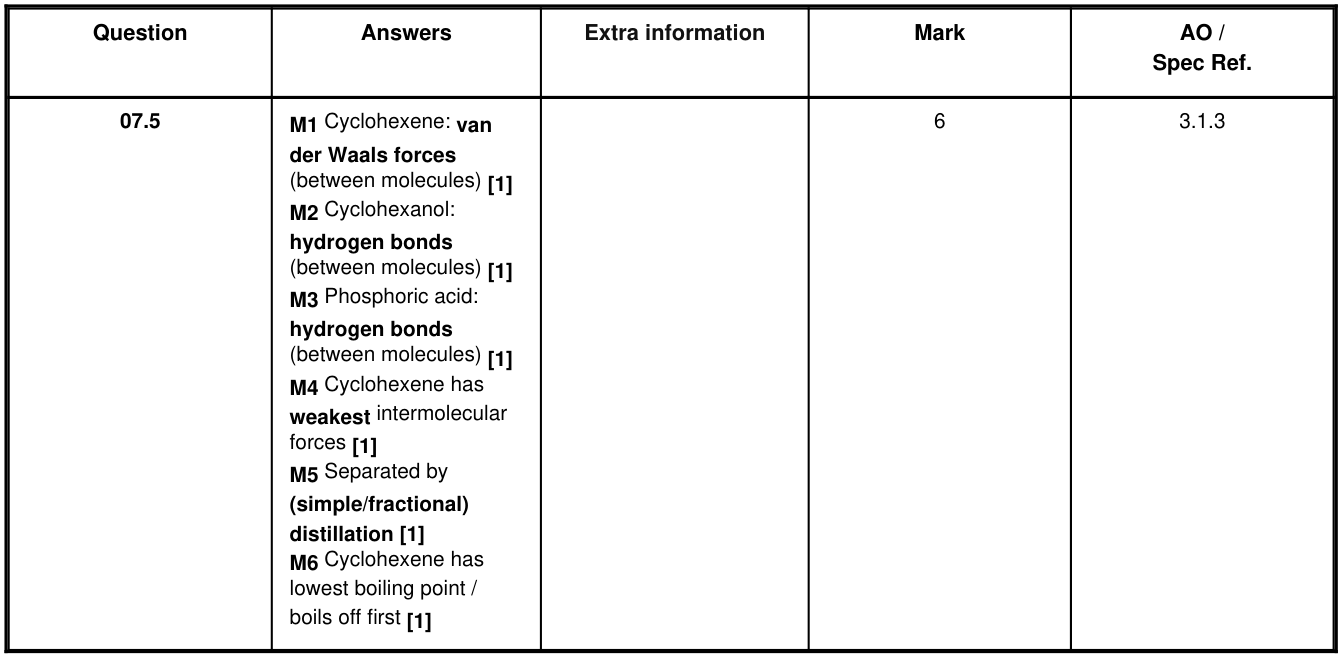 Question Answers Extra information Mark AO /
Spec Ref.
07.5 M1 Cyclohexene: van 6 3.1.3
der Waals forces
(between molecules) [1]
M2 Cyclohexanol:
hydrogen bonds
(between molecules) [1]
M3 Phosphoric acid:
hydrogen bonds
(between molecules) [1]
M4 Cyclohexene has
weakest intermolecular
forces [1]
M5 Separated by
(simple/fractional)
distillation [1]
M6 Cyclohexene has
lowest boiling point /
boils off first [1]